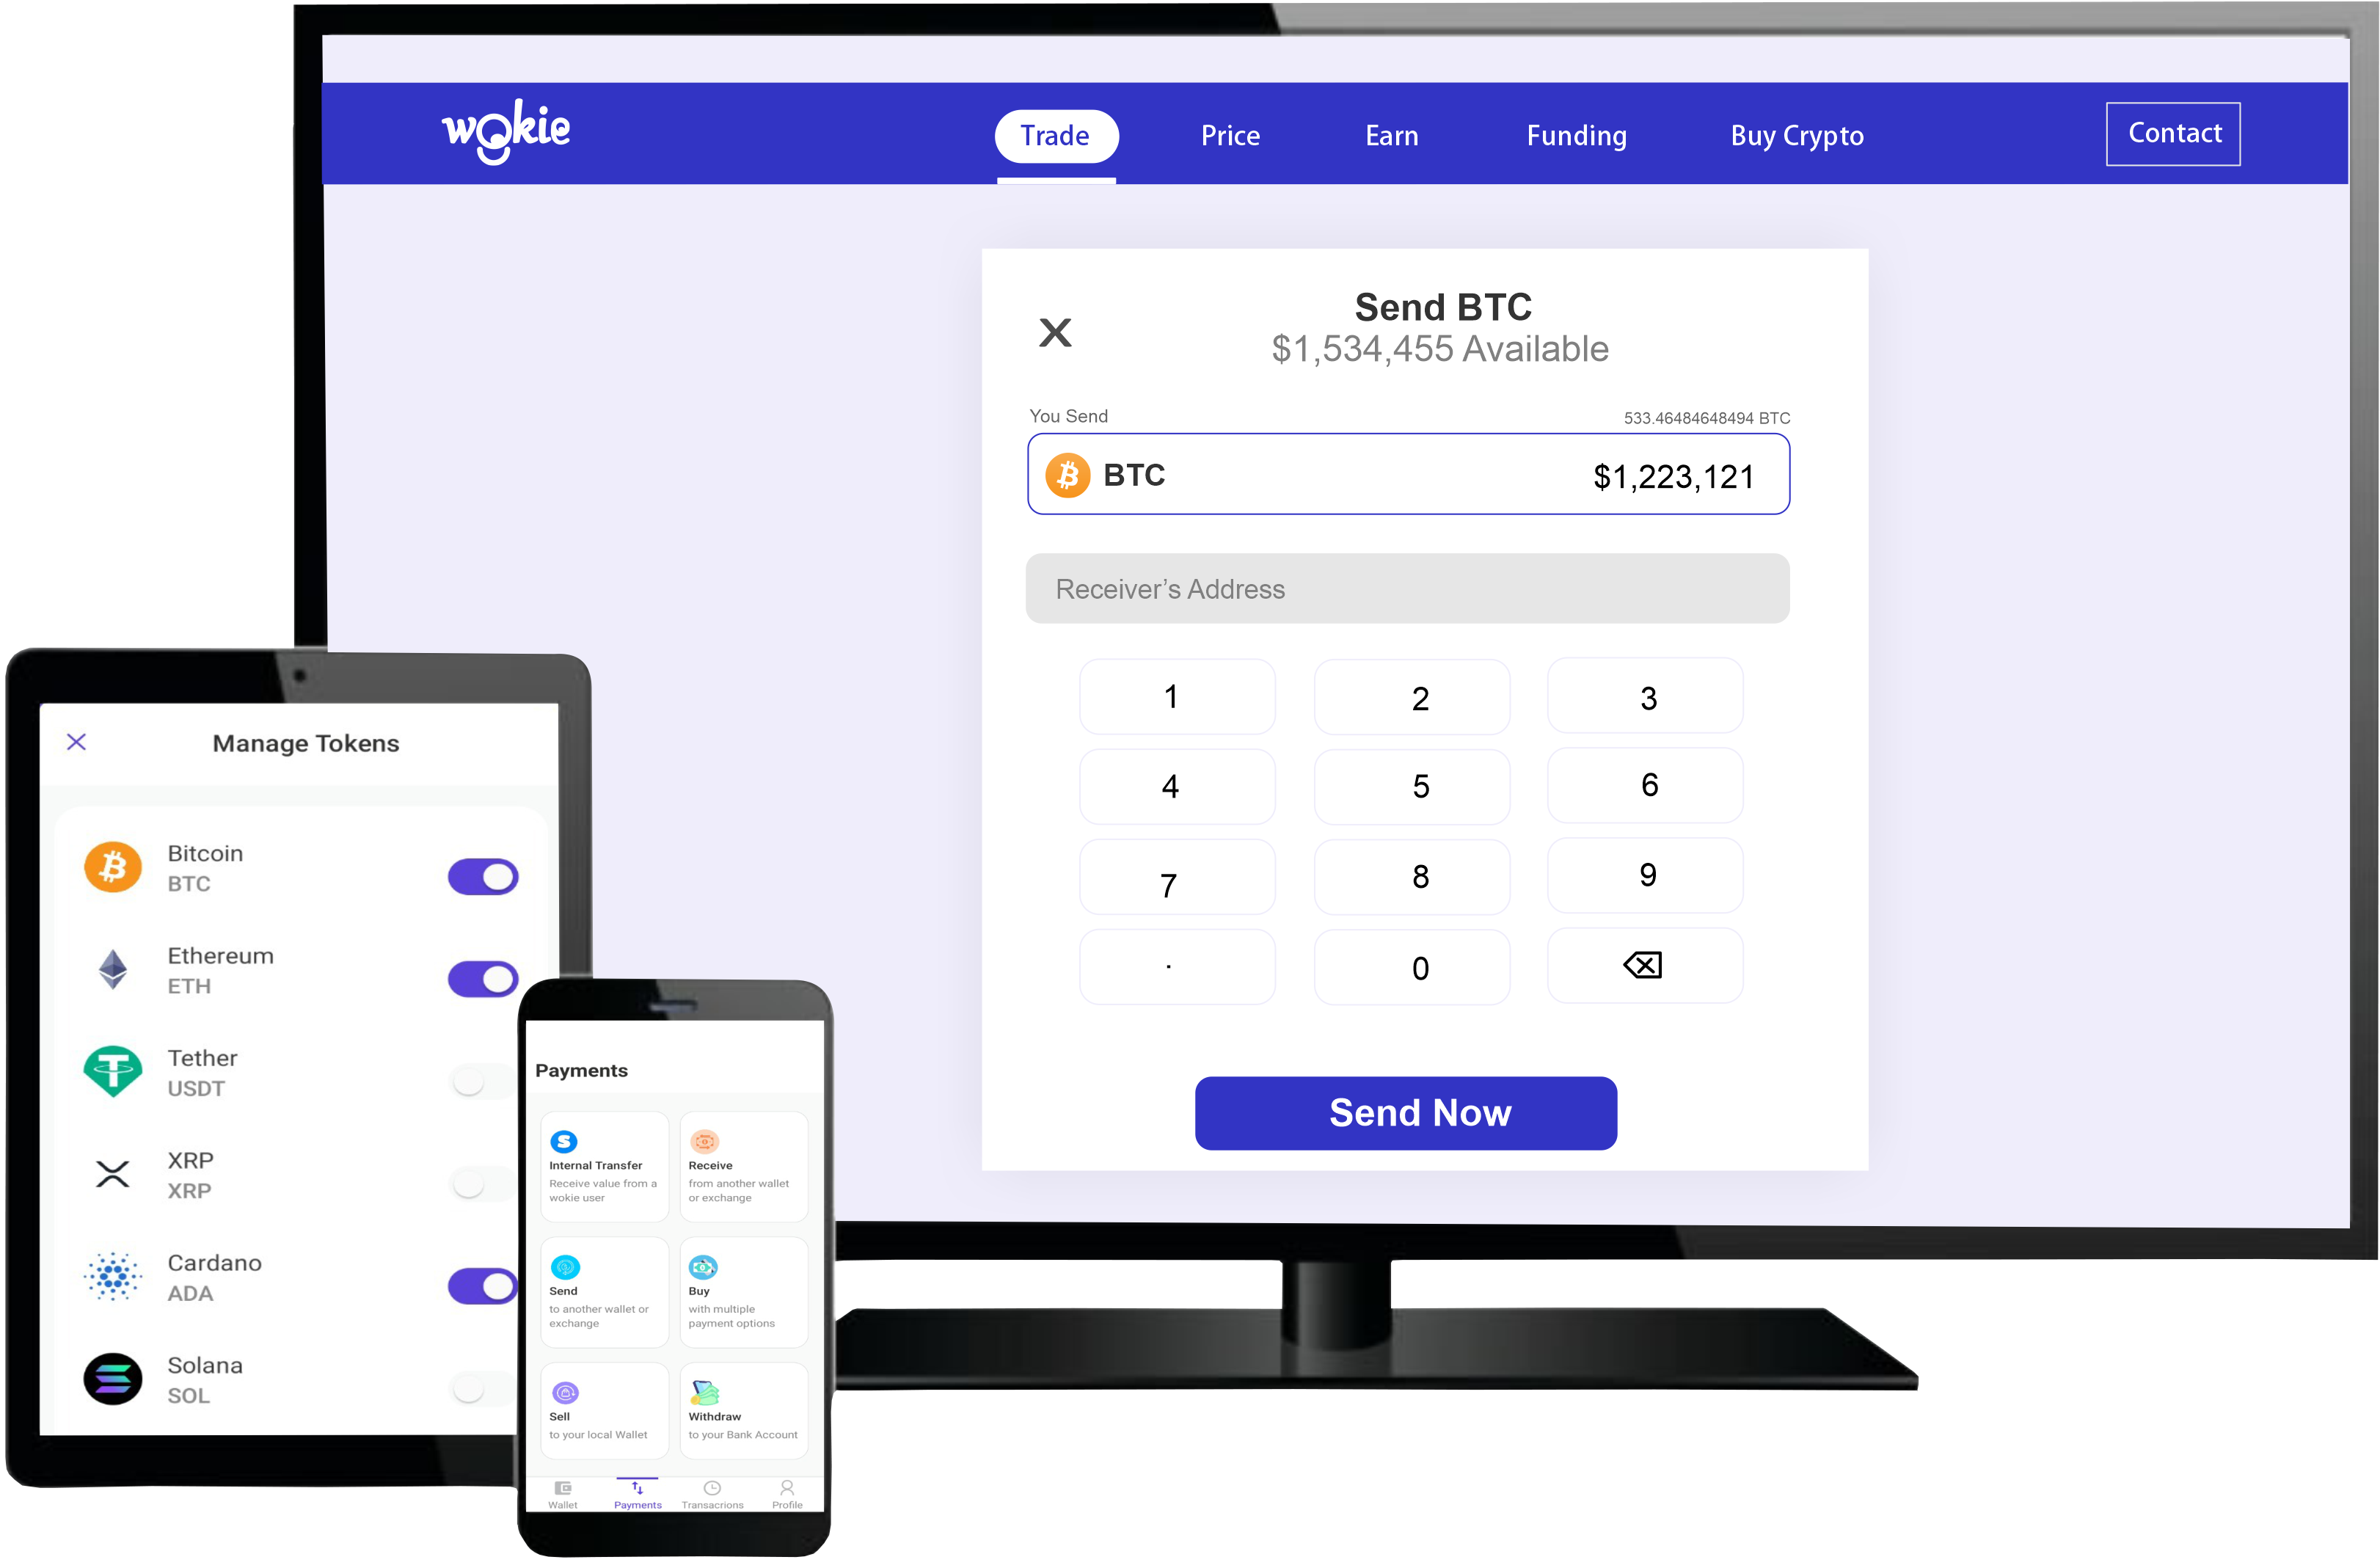 wokie
Trade
Price
Earn
Funding
Buy Crypto
Contact
X
Send BTC
$1,534,455 Available
You Send
533.46484648494 BTC
BTC
$1,223,121
Receiver’s Address
1
2
3
4
5
6
7
8
9
.
0
Send Now
Manage Tokens
Bitcoin
BTC
Ethereum
ETH
Tether
USDT
XRP
XRP
Cardano
ADA
Solana
SOL
Payments
Internal Transfer
Receive value from a
wokie user
Receive
from another wallet
or exchange
Send
to another wallet or
exchange
Buy
with multiple
payment options
Sell
to your local Wallet
Withdraw
to your Bank Account
Wallet
Payments
Transacrions
Profile